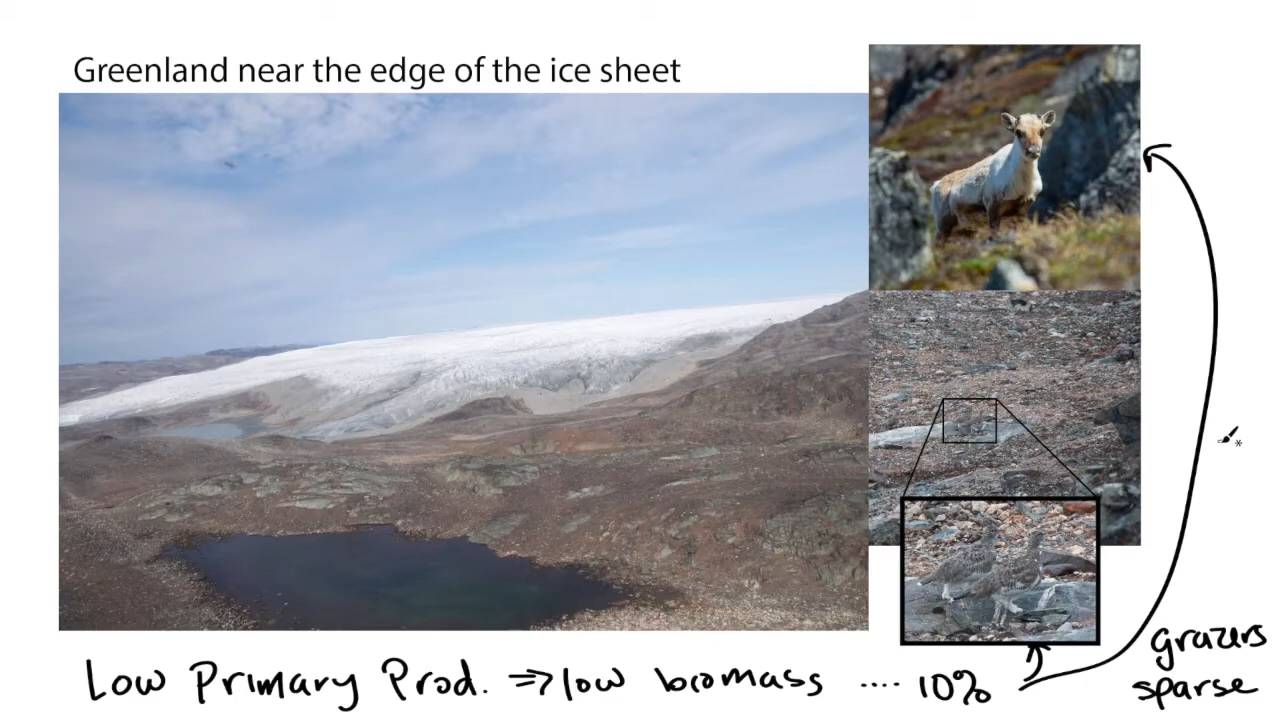 Greenland near the edge of the ice sheet
Low Primary Prod. ⇒ low biomass .... 10%
grazers
sparse